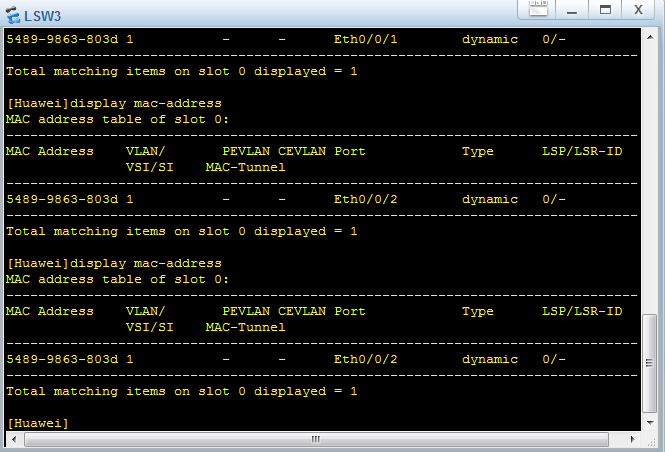 LSW3
5489-9863-803d 1 - - Eth0/0/1 dynamic 0/-
-------------------------------------------------------------------------------
Total matching items on slot 0 displayed = 1
[Huawei]display mac-address
MAC address table of slot 0:
-------------------------------------------------------------------------------
MAC Address VLAN/ PEVLAN CEVLAN Port Type LSP/LSR-ID
VSI/SI MAC-Tunnel
-------------------------------------------------------------------------------
5489-9863-803d 1 - - Eth0/0/2 dynamic 0/-
-------------------------------------------------------------------------------
Total matching items on slot 0 displayed = 1
[Huawei]display mac-address
MAC address table of slot 0:
-------------------------------------------------------------------------------
MAC Address VLAN/ PEVLAN CEVLAN Port Type LSP/LSR-ID
VSI/SI MAC-Tunnel
-------------------------------------------------------------------------------
5489-9863-803d 1 - - Eth0/0/2 dynamic 0/-
-------------------------------------------------------------------------------
Total matching items on slot 0 displayed = 1
[Huawei]